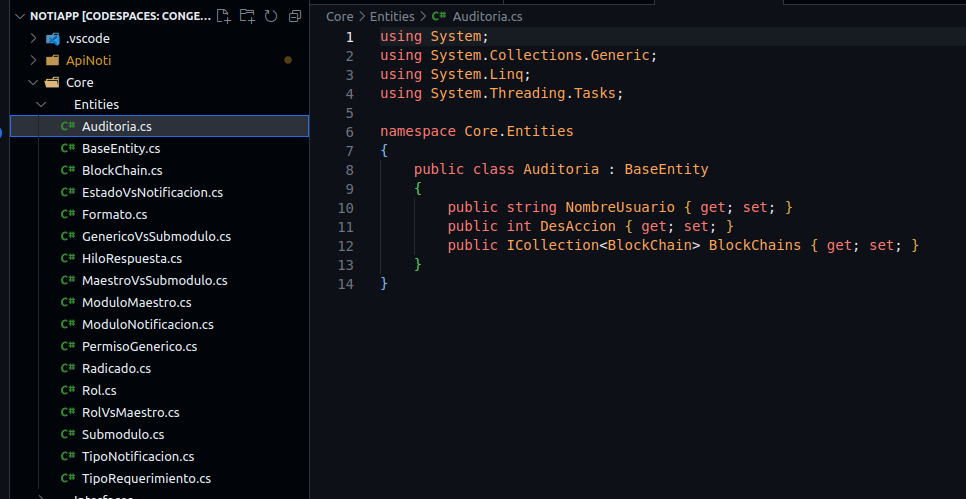 NOTIAPP [CODESPACES: CONGE...
.vscode
ApiNoti
Core
Entities
C# Auditoria.cs
C# BaseEntity.cs
C# BlockChain.cs
C# EstadoVsNotificacion.cs
C# Formato.cs
C# GenericoVsSubmodulo.cs
C# HiloRespuesta.cs
C# MaestroVsSubmodulo.cs
C# ModuloMaestro.cs
C# ModuloNotificacion.cs
C# PermisoGenerico.cs
C# Radicado.cs
C# Rol.cs
C# RolVsMaestro.cs
C# Submodulo.cs
C# TipoNotificacion.cs
C# TipoRequerimiento.cs
Interfaces
Core > Entities > C# Auditoria.cs
1 using System;
2 using System.Collections.Generic;
3 using System.Linq;
4 using System.Threading.Tasks;
5
6 namespace Core.Entities
7 {
8 public class Auditoria : BaseEntity
9 {
10 public string NombreUsuario { get; set; }
11 public int DesAccion { get; set; }
12 public ICollection<BlockChain> BlockChains { get; set; }
13 }
14 }